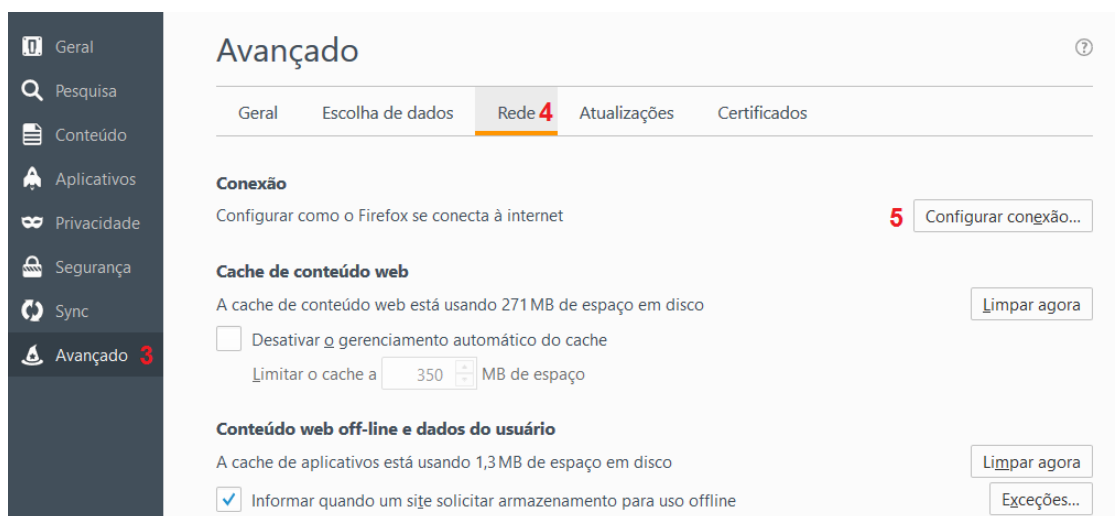 Geral
Pesquisa
Conteúdo
Aplicativos
Privacidade
Segurança
Sync
Avançado 3
Avançado ?
Geral Escolha de dados Rede 4 Atualizações Certificados
Conexão
Configurar como o Firefox se conecta à internet 5 Configurar conexão...
Cache de conteúdo web
A cache de conteúdo web está usando 271 MB de espaço em disco Limpar agora
Desativar o gerenciamento automático do cache
Limitar o cache a 350 MB de espaço
Conteúdo web off-line e dados do usuário
A cache de aplicativos está usando 1,3 MB de espaço em disco Limpar agora
Informar quando um site solicitar armazenamento para uso offline Exceções...